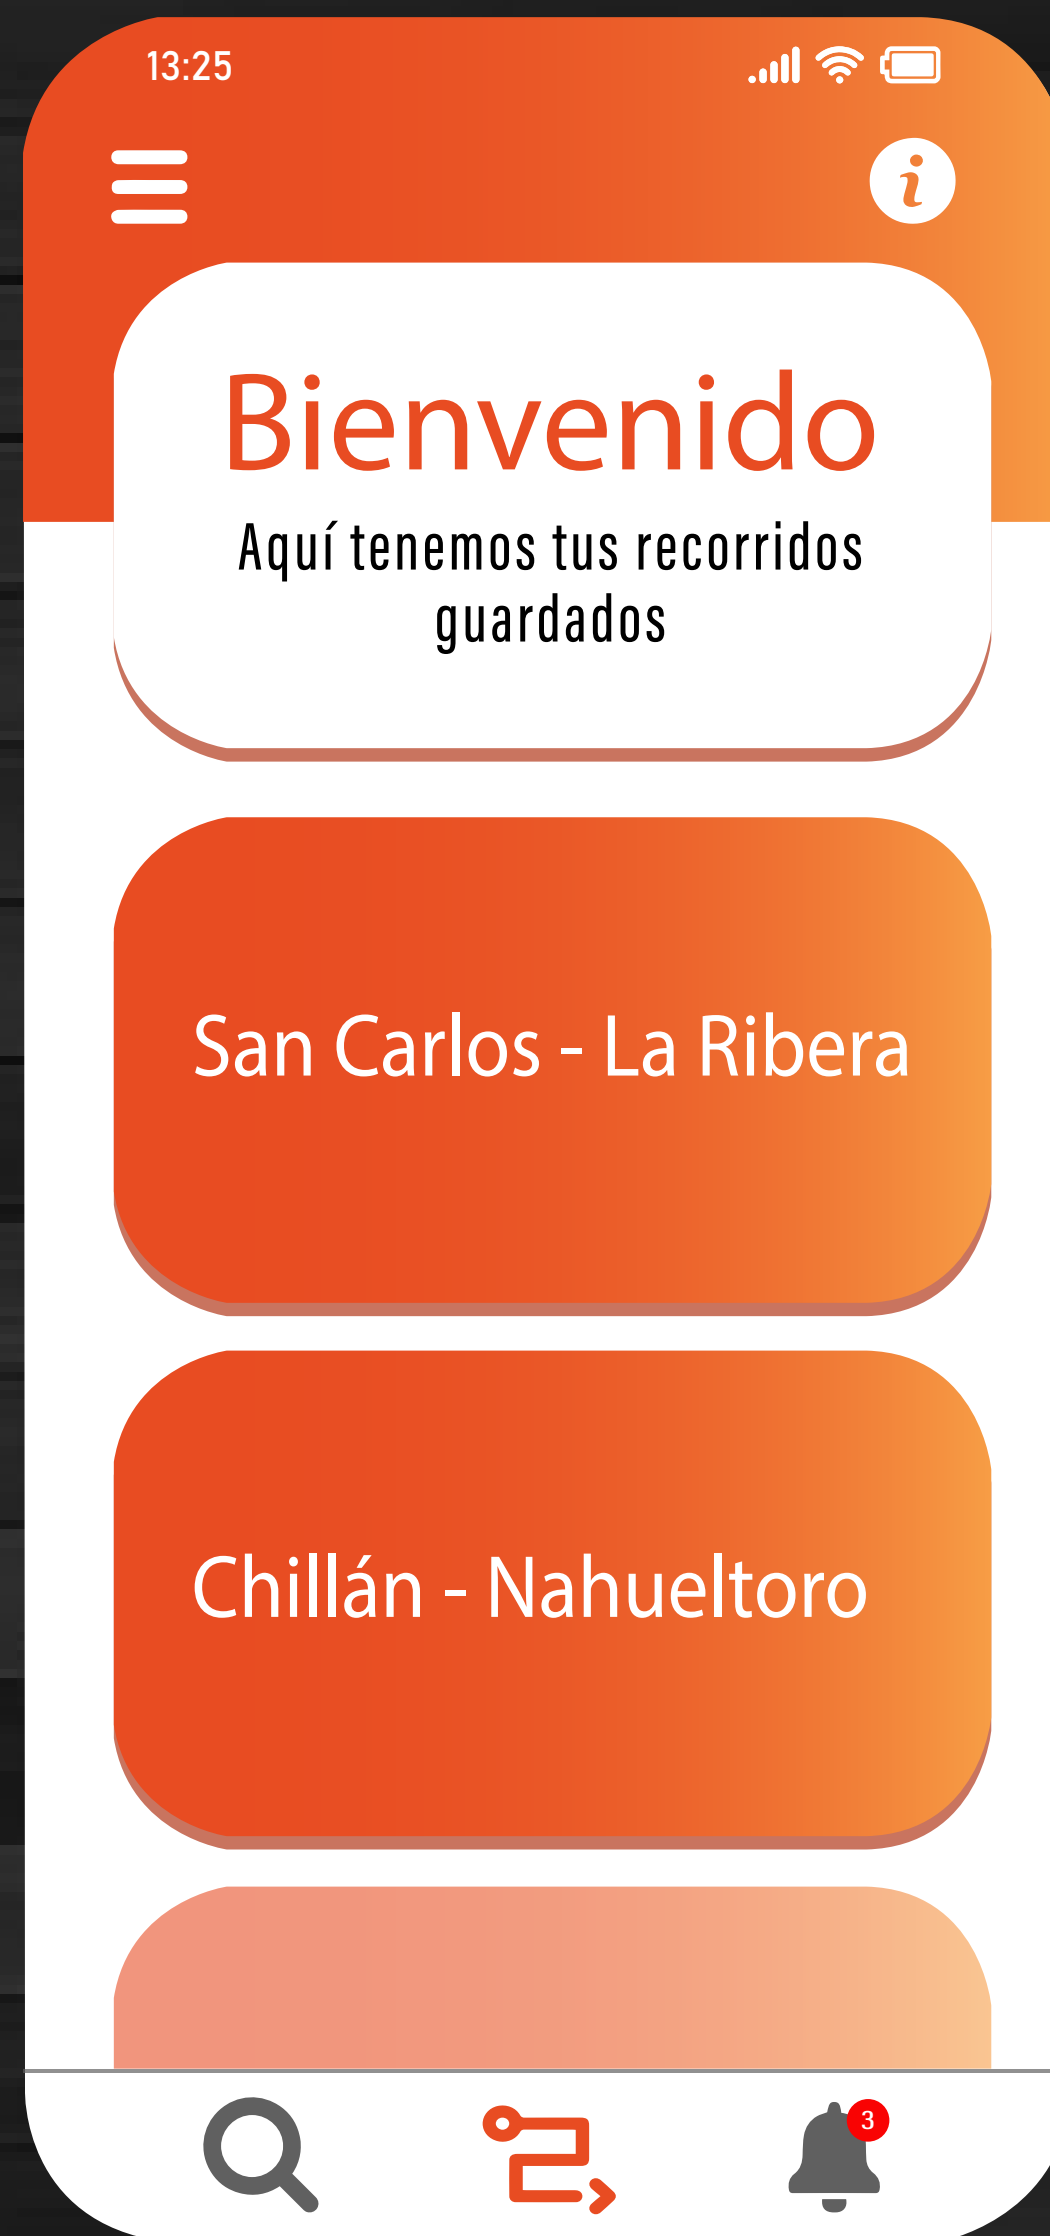 13:25
i
Bienvenido
Aquí tenemos tus recorridos
guardados
San Carlos - La Ribera
Chillán - Nahueltoro
3